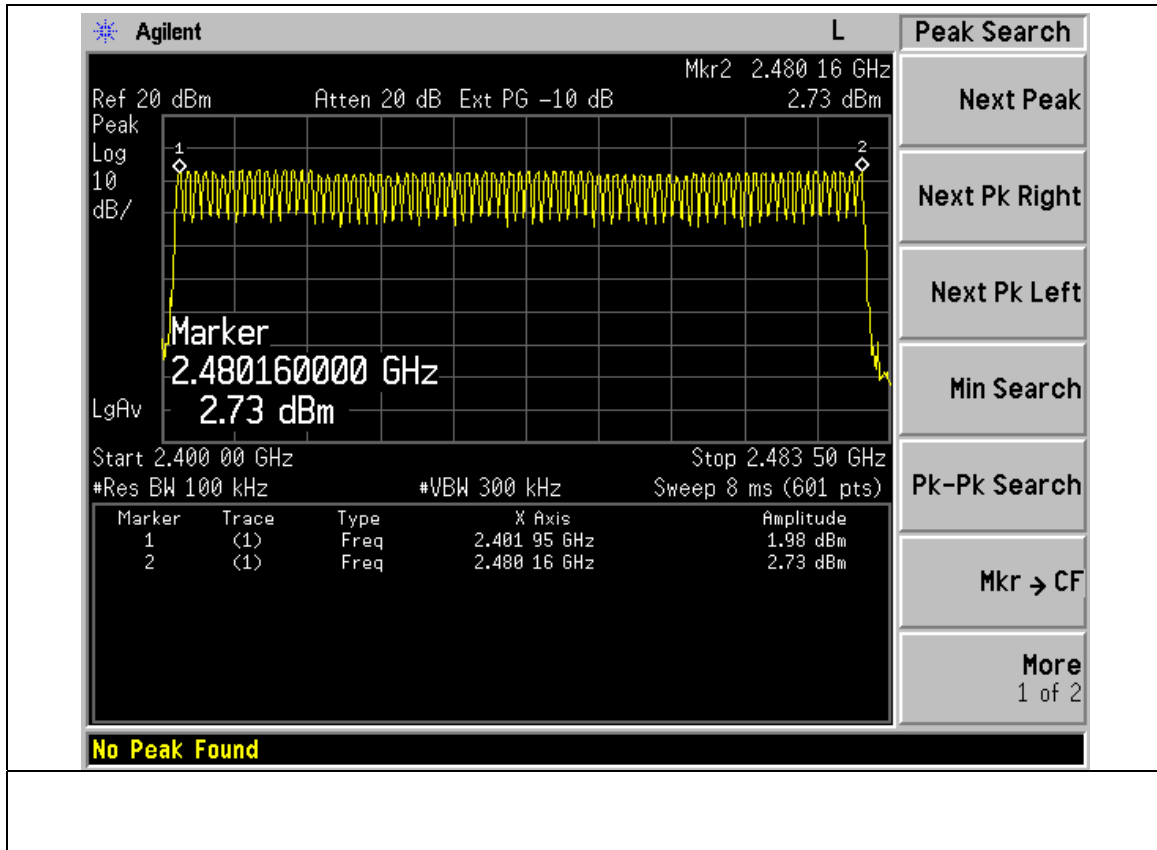 Agilent L Peak Search
Mkr2 2.480 16 GHz
Ref 20 dBm Atten 20 dB Ext PG -10 dB 2.73 dBm
Peak
Log
10
dB/
1
2
Marker
2.480160000 GHz
2.73 dBm
LgAv
Start 2.400 00 GHz Stop 2.483 50 GHz
#Res BW 100 kHz #VBW 300 kHz Sweep 8 ms (601 pts)
Marker Trace Type X Axis Amplitude
1 (1) Freq 2.401 95 GHz 1.98 dBm
2 (1) Freq 2.480 16 GHz 2.73 dBm
Next Peak
Next Pk Right
Next Pk Left
Min Search
Pk-Pk Search
Mkr → CF
More
1 of 2
No Peak Found